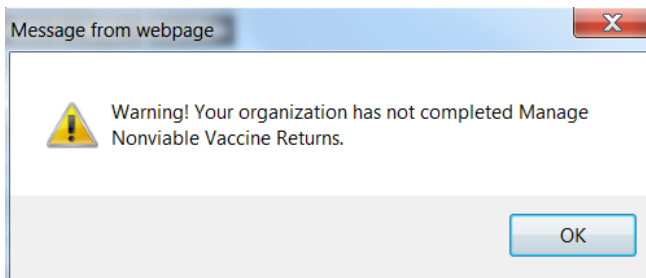 Message from webpage
X
Warning! Your organization has not completed Manage
Nonviable Vaccine Returns.
OK